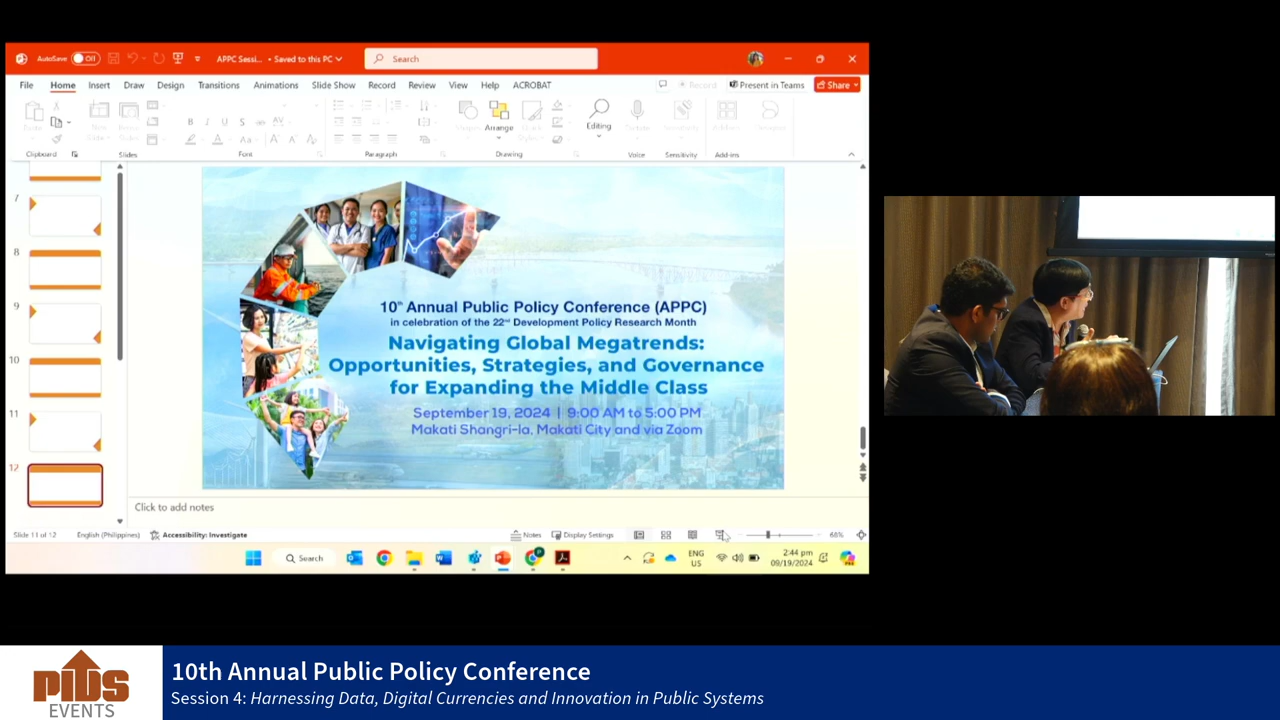 AutoSave Off
APPC Sessi... • Saved to this PC
Search
File Home Insert Draw Design Transitions Animations Slide Show Record Review View Help ACROBAT
Record Present in Teams Share
Arrange
Editing
Clipboard Slides Font Paragraph Drawing Voice Sensitivity Add-ins
7
8
9
10
11
12
10th Annual Public Policy Conference (APPC)
in celebration of the 22nd Development Policy Research Month
Navigating Global Megatrends:
Opportunities, Strategies, and Governance
for Expanding the Middle Class
September 19, 2024 | 9:00 AM to 5:00 PM
Makati Shangri-la, Makati City and via Zoom
Click to add notes
Slide 11 of 12 English (Philippines) Accessibility: Investigate Notes Display Settings 68%
Search
ENG
US
2:44 pm
09/19/2024
PIDS
EVENTS
10th Annual Public Policy Conference
Session 4: Harnessing Data, Digital Currencies and Innovation in Public Systems